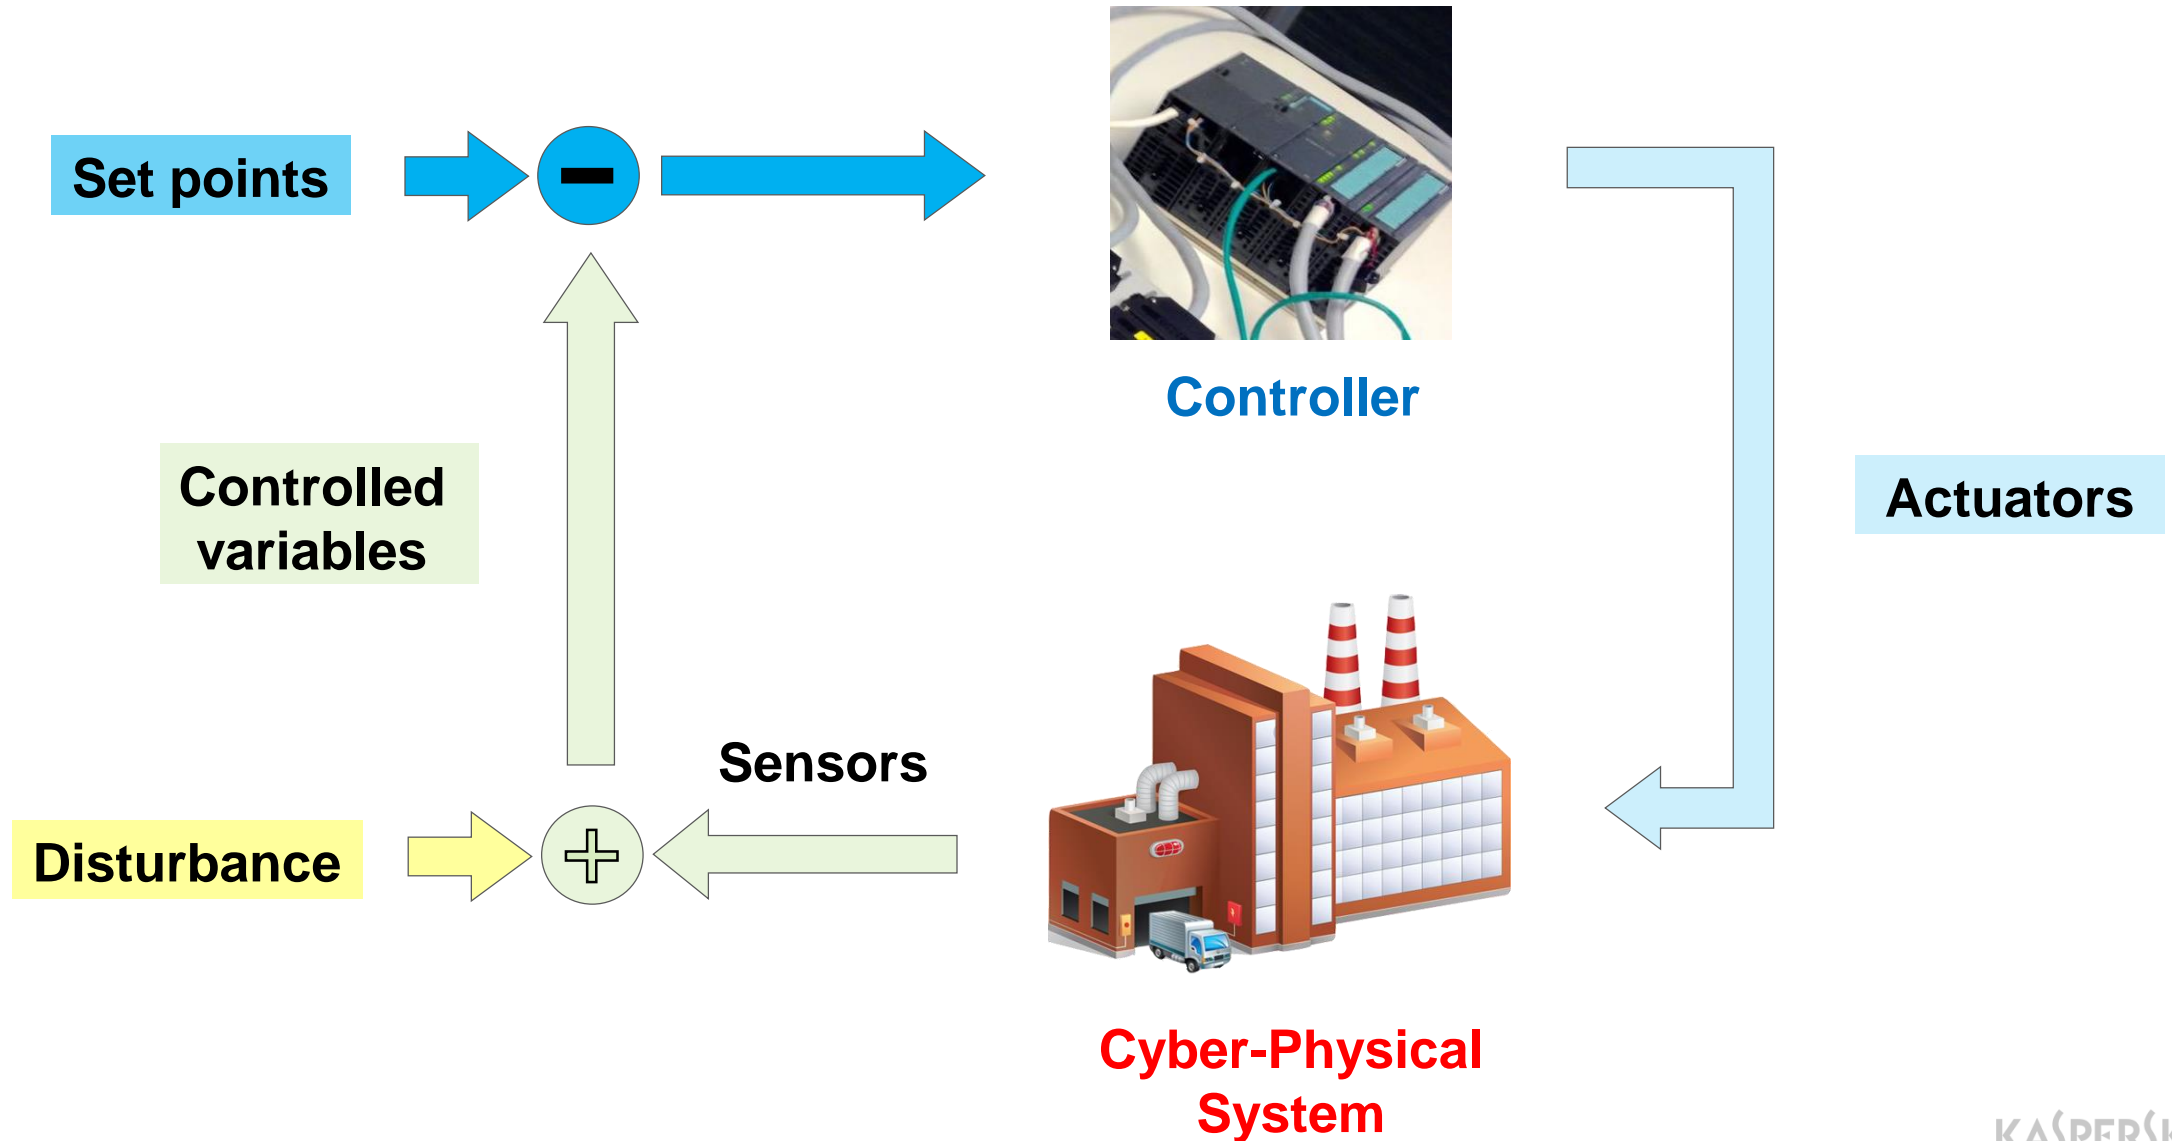 Set points
Controller
Controlled
variables
Actuators
Sensors
Disturbance
Cyber-Physical
System